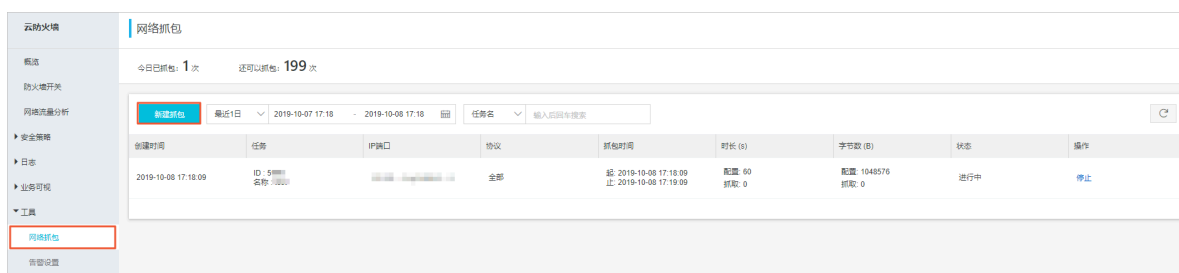 云防火墙
网络抓包
概览
防火墙开关
网络流量分析
安全策略
日志
业务可视
工具
网络抓包
告警设置
今日已抓包: 1 次 还可以抓包: 199 次
新建抓包 最近1日 2019-10-07 17:18 - 2019-10-08 17:18 任务名 输入后回车搜索
创建时间 任务 IP端口 协议 抓包时间 时长 (s) 字节数 (B) 状态 操作
2019-10-08 17:18:09 ID : 5 全部 起: 2019-10-08 17:18:09 配置: 60 配置: 1048576 进行中 停止
名称 止: 2019-10-08 17:19:09 抓取: 0 抓取: 0